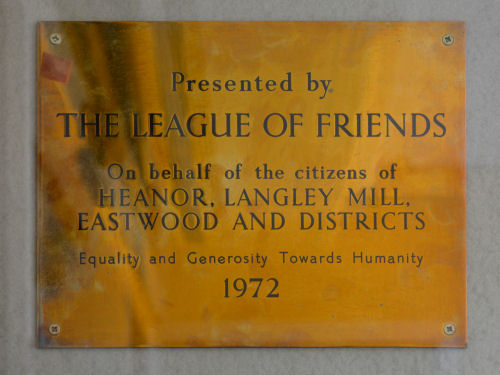 Presented by
THE LEAGUE OF FRIENDS
On behalf of the citizens of
HEANOR, LANGLEY MILL,
EASTWOOD AND DISTRICTS
Equality and Generosity Towards Humanity
1972